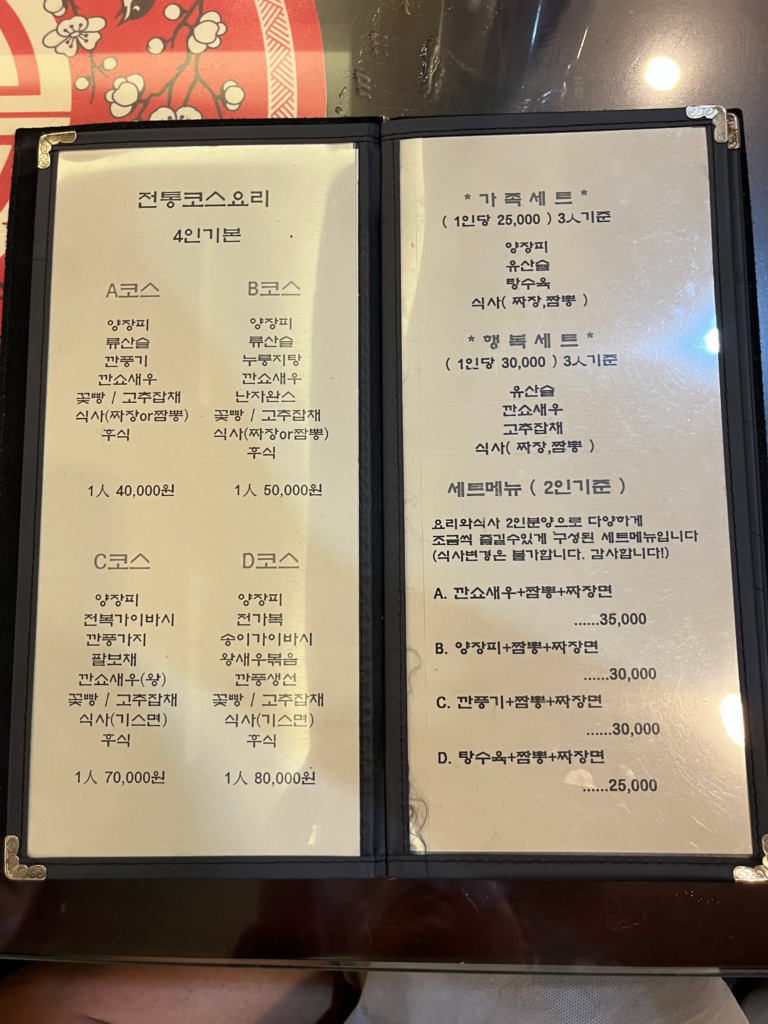 전통코스요리
4인기본
A코스
양장피
류산슬
깐풍기
깐쇼새우
꽃빵 / 고추잡채
식사(짜장or짬뽕)
후식
1人 40,000원
B코스
양장피
류산슬
누룽지탕
깐쇼새우
난자완스
꽃빵 / 고추잡채
식사(짜장or짬뽕)
후식
1人 50,000원
C코스
양장피
전복가이바시
깐풍가지
팔보채
깐쇼새우(왕)
꽃빵 / 고추잡채
식사(기스면)
후식
1人 70,000원
D코스
양장피
전가복
송이가이바시
왕새우볶음
깐풍생선
꽃빵 / 고추잡채
식사(기스면)
후식
1人 80,000원
* 가 족 세 트 *
( 1인당 25,000 ) 3人기준
양장피
유산슬
탕수육
식사( 짜장,짬뽕 )
* 행 복 세 트 *
( 1인당 30,000 ) 3人기준
유산슬
깐쇼새우
고추잡채
식사( 짜장,짬뽕 )
세트메뉴 ( 2인기준 )
요리와식사 2인분양으로 다양하게
조금씩 즐길수있게 구성된 세트메뉴입니다
(식사변경은 불가합니다. 감사합니다!)
A. 깐쇼새우+짬뽕+짜장면
......35,000
B. 양장피+짬뽕+짜장면
......30,000
C. 깐풍기+짬뽕+짜장면
......30,000
D. 탕수육+짬뽕+짜장면
......25,000